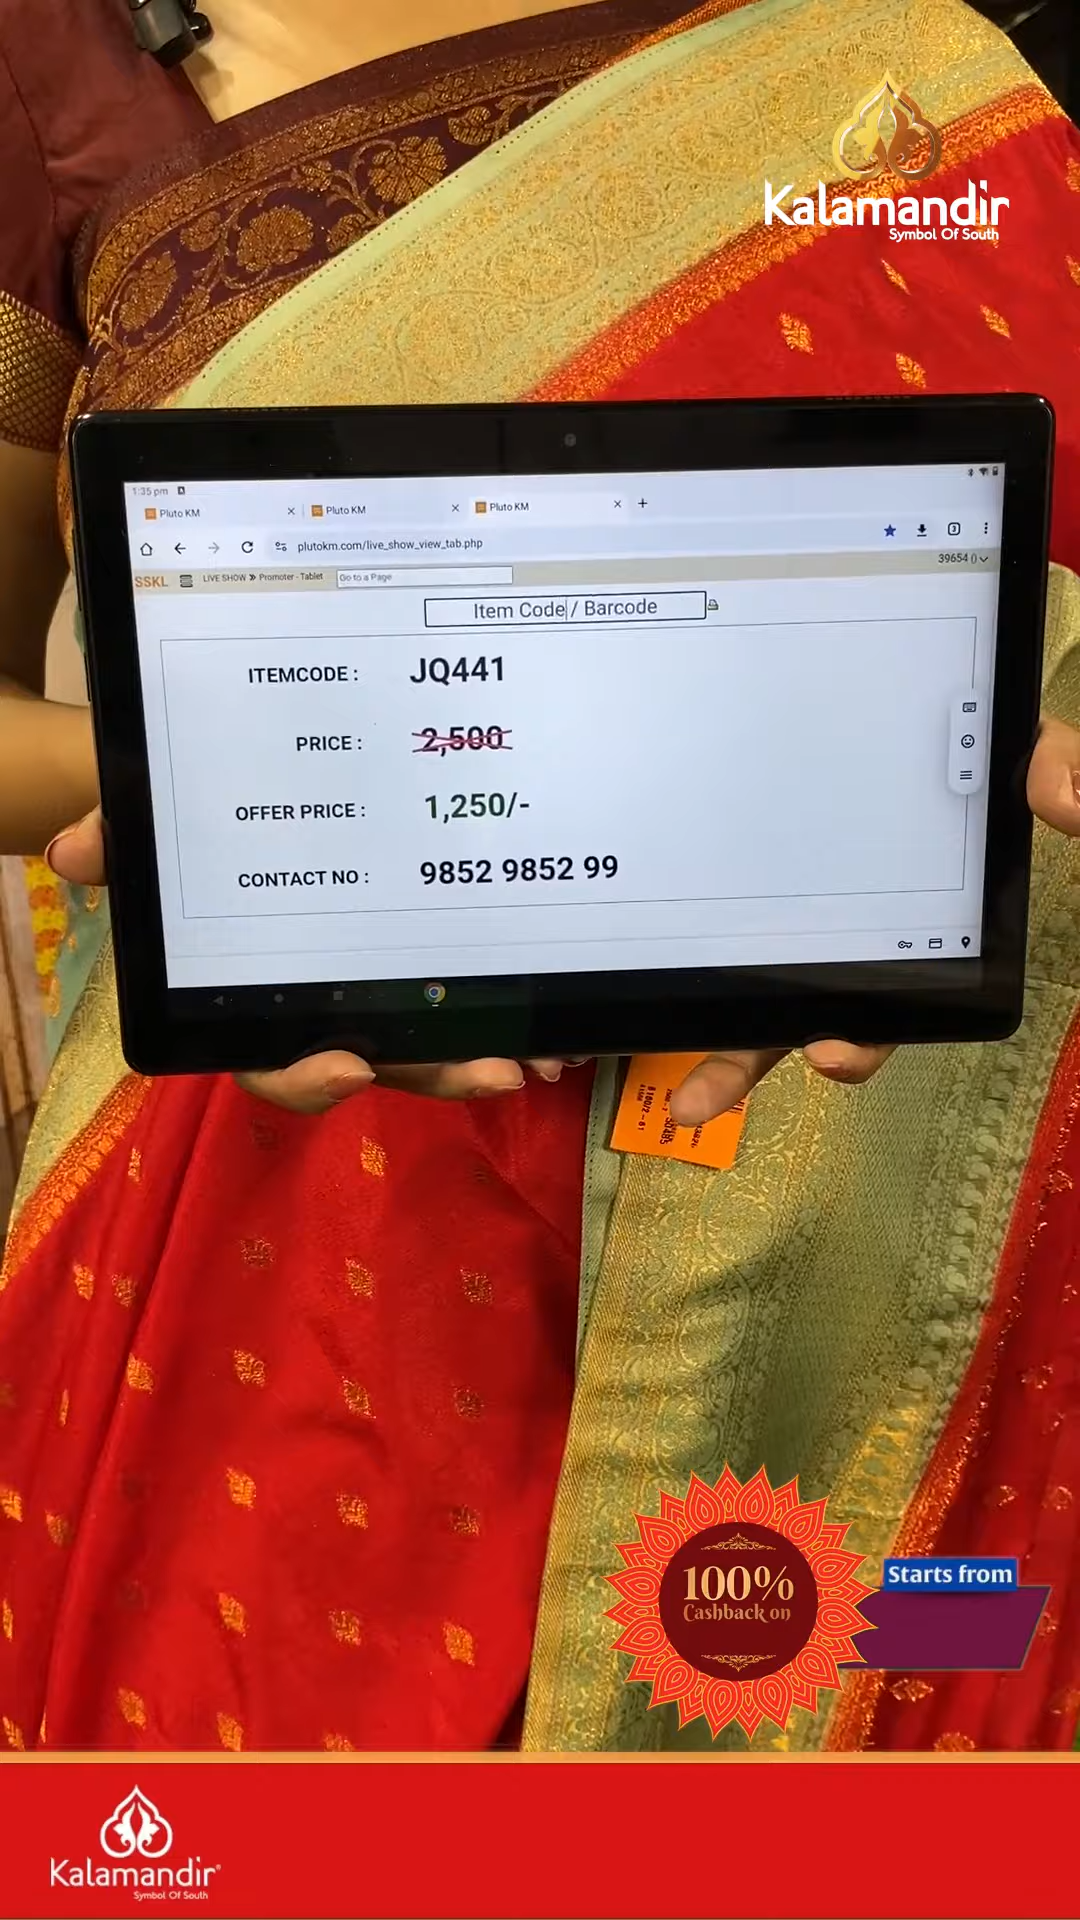 Kalamandir
Symbol Of South
1:35 pm
Pluto KM
Pluto KM
Pluto KM
plutokm.com/live_show_view_tab.php
39654 ()
SSKL
LIVE SHOW » Promoter - Tablet
Go to a Page
Item Code / Barcode
ITEMCODE : JQ441
PRICE : 2,500
OFFER PRICE : 1,250/-
CONTACT NO : 9852 9852 99
100%
Cashback on
Starts from
Kalamandir
Symbol Of South